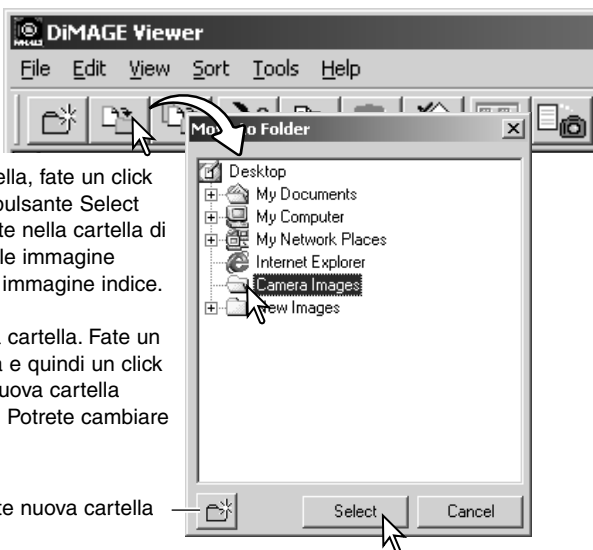 DiMAGE Viewer
File Edit View Sort Tools Help
to Folder
Desktop
My Documents
My Computer
My Network Places
Internet Explorer
Camera Images
New Images
Select Cancel
ella, fate un click
pulsante Select
te nella cartella di
le immagine
immagine indice.
cartella. Fate un
a e quindi un click
uova cartella
Potrete cambiare
te nuova cartella